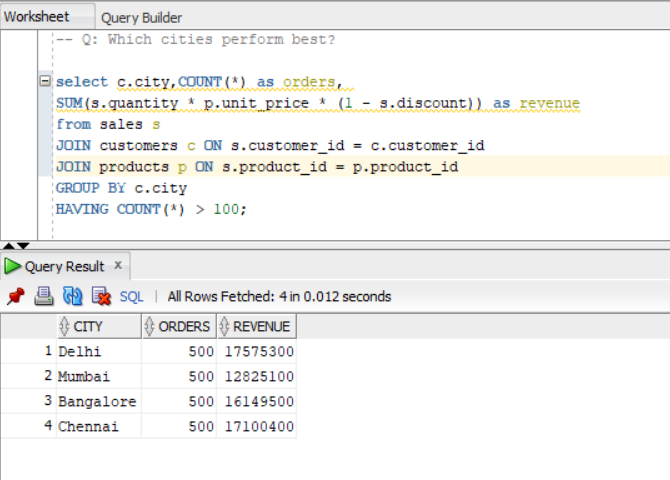 Worksheet Query Builder
-- Q: Which cities perform best?
select c.city,COUNT(*) as orders,
SUM(s.quantity * p.unit_price * (1 - s.discount)) as revenue
from sales s
JOIN customers c ON s.customer_id = c.customer_id
JOIN products p ON s.product_id = p.product_id
GROUP BY c.city
HAVING COUNT(*) > 100;
Query Result x
SQL | All Rows Fetched: 4 in 0.012 seconds
CITY ORDERS REVENUE
1 Delhi 500 17575300
2 Mumbai 500 12825100
3 Bangalore 500 16149500
4 Chennai 500 17100400